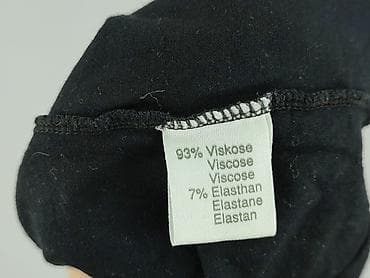 93% Viskose
Viscose
Viscose
7% Elasthan
Elastane
Elastan